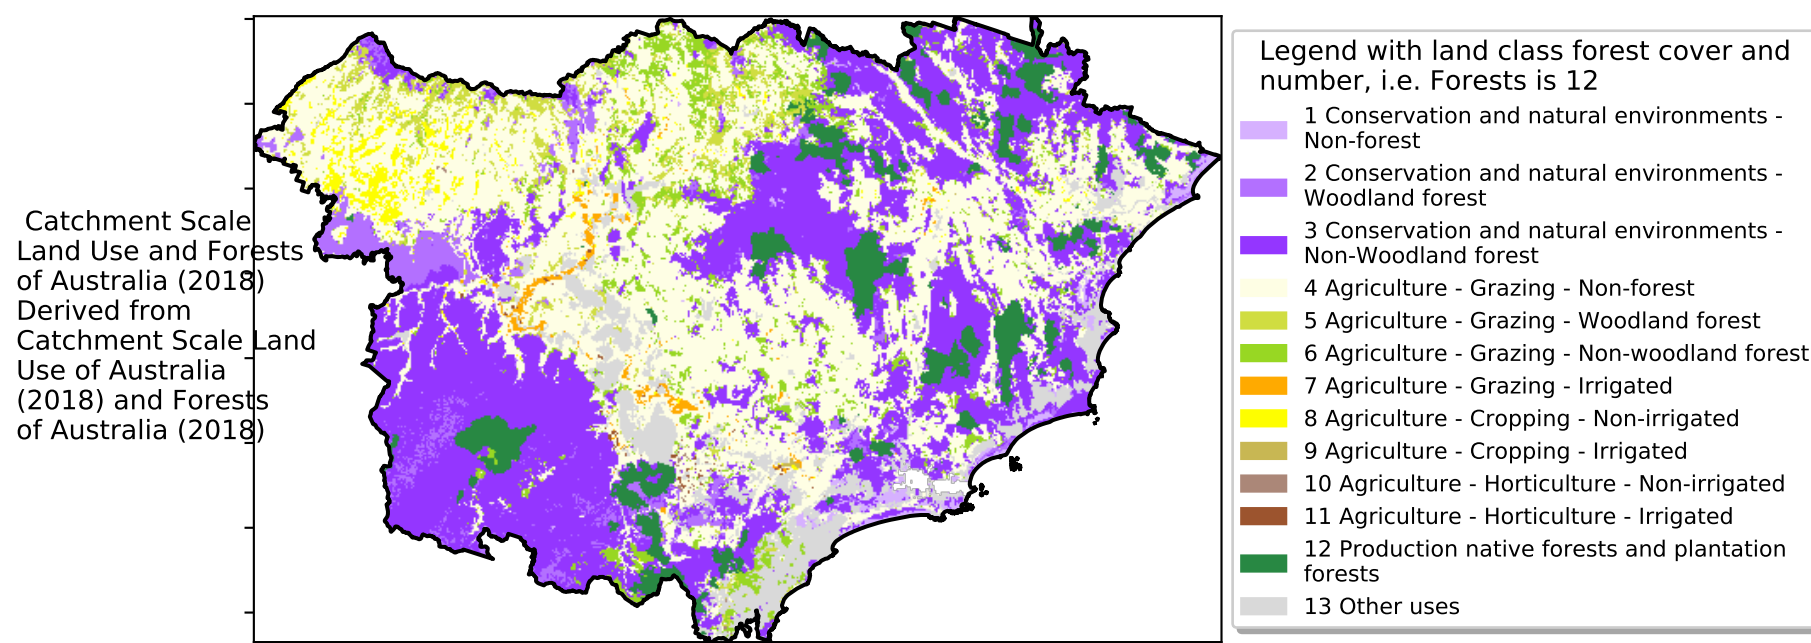 Catchment Scale
Land Use and Forests
of Australia (2018)
Derived from
Catchment Scale Land
Use of Australia
(2018) and Forests
of Australia (2018)
Legend with land class forest cover and
number, i.e. Forests is 12
1 Conservation and natural environments -
Non-forest
2 Conservation and natural environments -
Woodland forest
3 Conservation and natural environments -
Non-Woodland forest
4 Agriculture - Grazing - Non-forest
5 Agriculture - Grazing - Woodland forest
6 Agriculture - Grazing - Non-woodland forest
7 Agriculture - Grazing - Irrigated
8 Agriculture - Cropping - Non-irrigated
9 Agriculture - Cropping - Irrigated
10 Agriculture - Horticulture - Non-irrigated
11 Agriculture - Horticulture - Irrigated
12 Production native forests and plantation
forests
13 Other uses